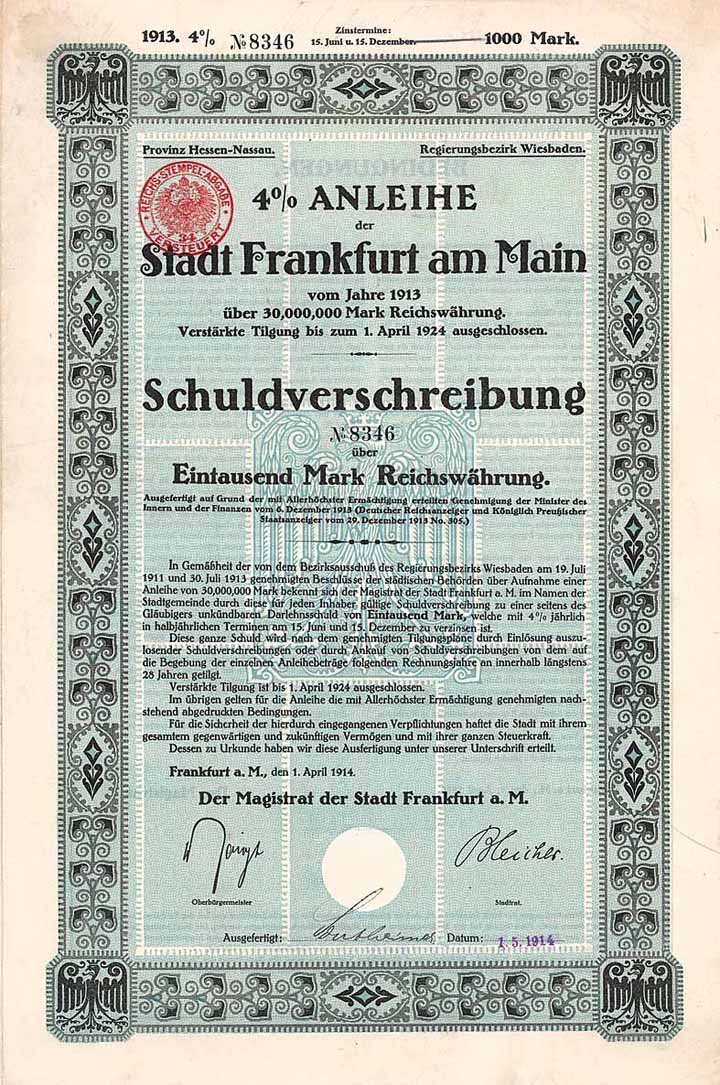 1913. 4% №8346 Zinstermine: 15. Juni u. 15. Dezember. 1000 Mark.
Provinz Hessen-Nassau. Regierungsbezirk Wiesbaden.
REICHS-STEMPEL-ABGABE
34
VERSTEUERT
4% ANLEIHE
der
Stadt Frankfurt am Main
vom Jahre 1913
über 30,000,000 Mark Reichswährung.
Verstärkte Tilgung bis zum 1. April 1924 ausgeschlossen.
Schuldverschreibung
№8346
über
Eintausend Mark Reichswährung.
Ausgefertigt auf Grund der mit Allerhöchster Ermächtigung erteilten Genehmigung der Minister des
Innern und der Finanzen vom 6. Dezember 1913 (Deutscher Reichsanzeiger und Königlich Preußischer
Staatsanzeiger vom 29. Dezember 1913 No. 305.)
In Gemäßheit der von dem Bezirksausschuß des Regierungsbezirks Wiesbaden am 19. Juli
1911 und 30. Juli 1913 genehmigten Beschlüsse der städtischen Behörden über Aufnahme einer
Anleihe von 30,000,000 Mark bekennt sich der Magistrat der Stadt Frankfurt a. M. im Namen der
Stadtgemeinde durch diese für jeden Inhaber gültige Schuldverschreibung zu einer seitens des
Gläubigers unkündbaren Darlehnsschuld von Eintausend Mark, welche mit 4% jährlich
in halbjährlichen Terminen am 15. Juni und 15. Dezember zu verzinsen ist.
Diese ganze Schuld wird nach dem genehmigten Tilgungsplane durch Einlösung auszu-
losender Schuldverschreibungen oder durch Ankauf von Schuldverschreibungen von dem auf
die Begebung der einzelnen Anleihebeträge folgenden Rechnungsjahre an innerhalb längstens
28 Jahren getilgt.
Verstärkte Tilgung ist bis 1. April 1924 ausgeschlossen.
Im übrigen gelten für die Anleihe die mit Allerhöchster Ermächtigung genehmigten nach-
stehend abgedruckten Bedingungen.
Für die Sicherheit der hierdurch eingegangenen Verpflichtungen haftet die Stadt mit ihrem
gesamtem gegenwärtigen und zukünftigen Vermögen und mit ihrer ganzen Steuerkraft.
Dessen zu Urkunde haben wir diese Ausfertigung unter unserer Unterschrift erteilt.
Frankfurt a. M., den 1. April 1914.
Der Magistrat der Stadt Frankfurt a. M.
Bleicher.
Oberbürgermeister Stadtrat.
Ausgefertigt: Datum: 1. 5. 1914